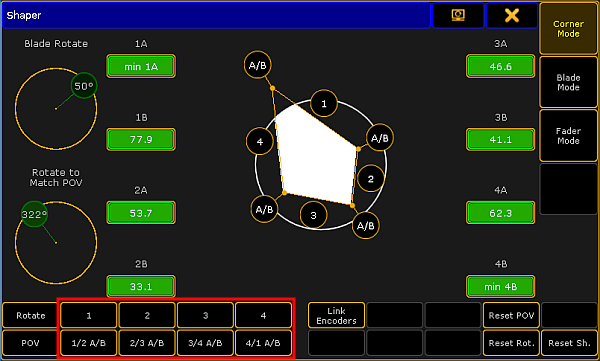 Shaper
Corner
Mode
Blade
Mode
Fader
Mode
Blade Rotate
50°
Rotate to
Match POV
322°
1A
min 1A
1B
77.9
2A
53.7
2B
33.1
A/B
1
A/B
4
2
A/B
3
A/B
3A
46.6
3B
41.1
4A
62.3
4B
min 4B
Rotate
1
2
3
4
Link
Encoders
Reset POV
POV
1/2 A/B
2/3 A/B
3/4 A/B
4/1 A/B
Reset Rot.
Reset Sh.